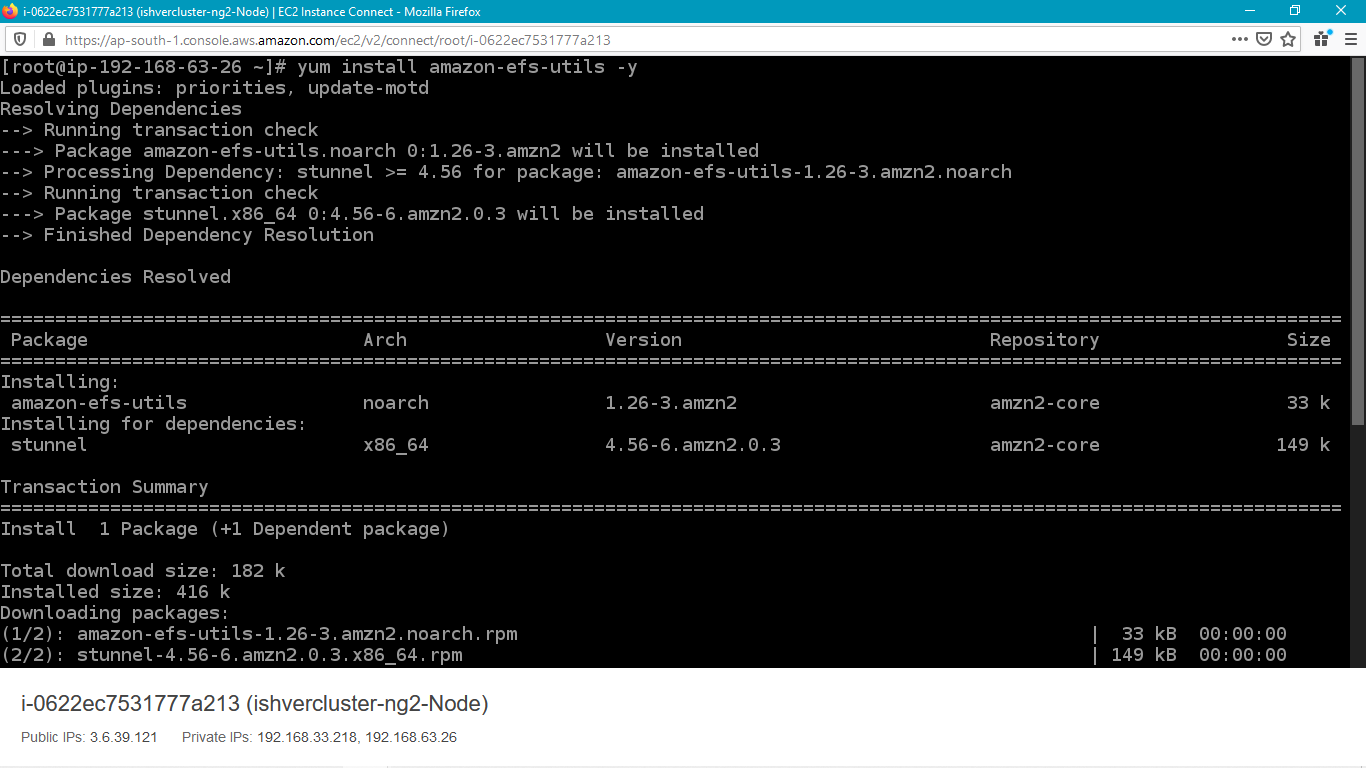 i-0622ec7531777a213 (ishvercluster-ng2-Node) | EC2 Instance Connect - Mozilla Firefox
https://ap-south-1.console.aws.amazon.com/ec2/v2/connect/root/i-0622ec7531777a213
[root@ip-192-168-63-26 ~]# yum install amazon-efs-utils -y
Loaded plugins: priorities, update-motd
Resolving Dependencies
--> Running transaction check
---> Package amazon-efs-utils.noarch 0:1.26-3.amzn2 will be installed
--> Processing Dependency: stunnel >= 4.56 for package: amazon-efs-utils-1.26-3.amzn2.noarch
--> Running transaction check
---> Package stunnel.x86_64 0:4.56-6.amzn2.0.3 will be installed
--> Finished Dependency Resolution
Dependencies Resolved
================================================================================================================
Package Arch Version Repository Size
================================================================================================================
Installing:
amazon-efs-utils noarch 1.26-3.amzn2 amzn2-core 33 k
Installing for dependencies:
stunnel x86_64 4.56-6.amzn2.0.3 amzn2-core 149 k
Transaction Summary
================================================================================================================
Install  1 Package (+1 Dependent package)
Total download size: 182 k
Installed size: 416 k
Downloading packages:
(1/2): amazon-efs-utils-1.26-3.amzn2.noarch.rpm | 33 kB 00:00:00
(2/2): stunnel-4.56-6.amzn2.0.3.x86_64.rpm | 149 kB 00:00:00
i-0622ec7531777a213 (ishvercluster-ng2-Node)
Public IPs: 3.6.39.121 Private IPs: 192.168.33.218, 192.168.63.26